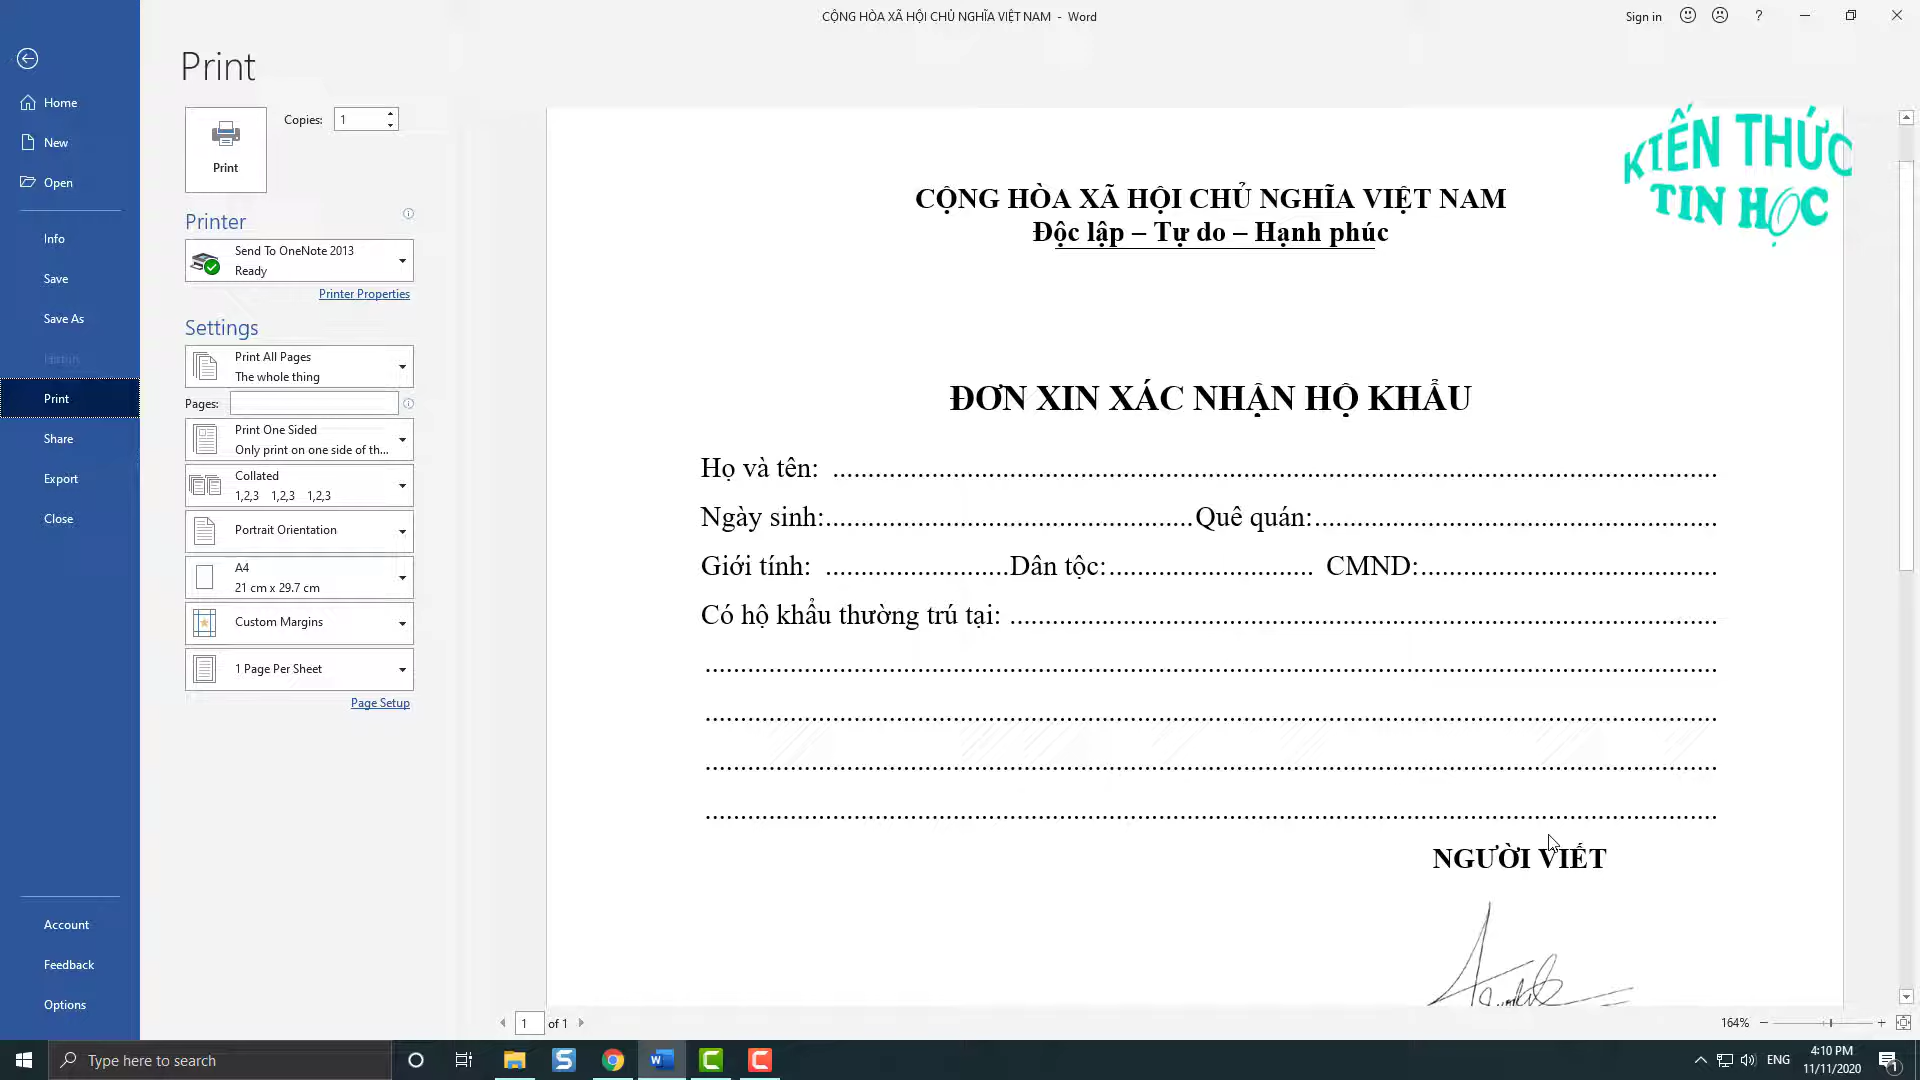 CỘNG HÒA XÃ HỘI CHỦ NGHĨA VIỆT NAM - Word
Sign in
?
Print
Home
New
Open
Info
Save
Save As
History
Print
Share
Export
Close
Account
Feedback
Options
Print
Copies: 1
Printer
Send To OneNote 2013
Ready
Printer Properties
Settings
Print All Pages
The whole thing
Pages:
Print One Sided
Only print on one side of th...
Collated
1,2,3 1,2,3 1,2,3
Portrait Orientation
A4
21 cm x 29.7 cm
Custom Margins
1 Page Per Sheet
Page Setup
KIẾN THỨC
TIN HỌC
CỘNG HÒA XÃ HỘI CHỦ NGHĨA VIỆT NAM
Độc lập – Tự do – Hạnh phúc
ĐƠN XIN XÁC NHẬN HỘ KHẨU
Họ và tên: ........................................
Ngày sinh:....................Quê quán:....................
Giới tính: ..........Dân tộc:.......... CMND:....................
Có hộ khẩu thường trú tại: ..............................
........................................
........................................
........................................
........................................
NGƯỜI VIẾT
1 of 1
164%
Type here to search
ENG
4:10 PM
11/11/2020
1